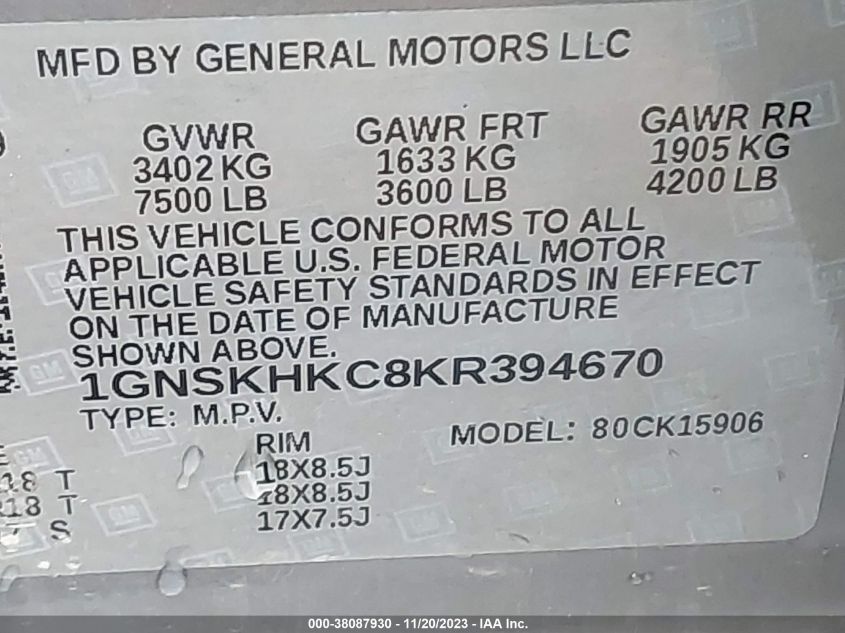 MFD BY GENERAL MOTORS LLC
GVWR GAWR FRT GAWR RR
3402 KG 1633 KG 1905 KG
7500 LB 3600 LB 4200 LB
THIS VEHICLE CONFORMS TO ALL
APPLICABLE U.S. FEDERAL MOTOR
VEHICLE SAFETY STANDARDS IN EFFECT
ON THE DATE OF MANUFACTURE
SHOWN ABOVE.
1GNSKHKC8KR394670
TYPE: M.P.V. MODEL: 80CK15906
RIM
18 T 18X8.5J
18 T 18X8.5J
S 17X7.5J
000-38087930 - 11/20/2023 - IAA Inc.